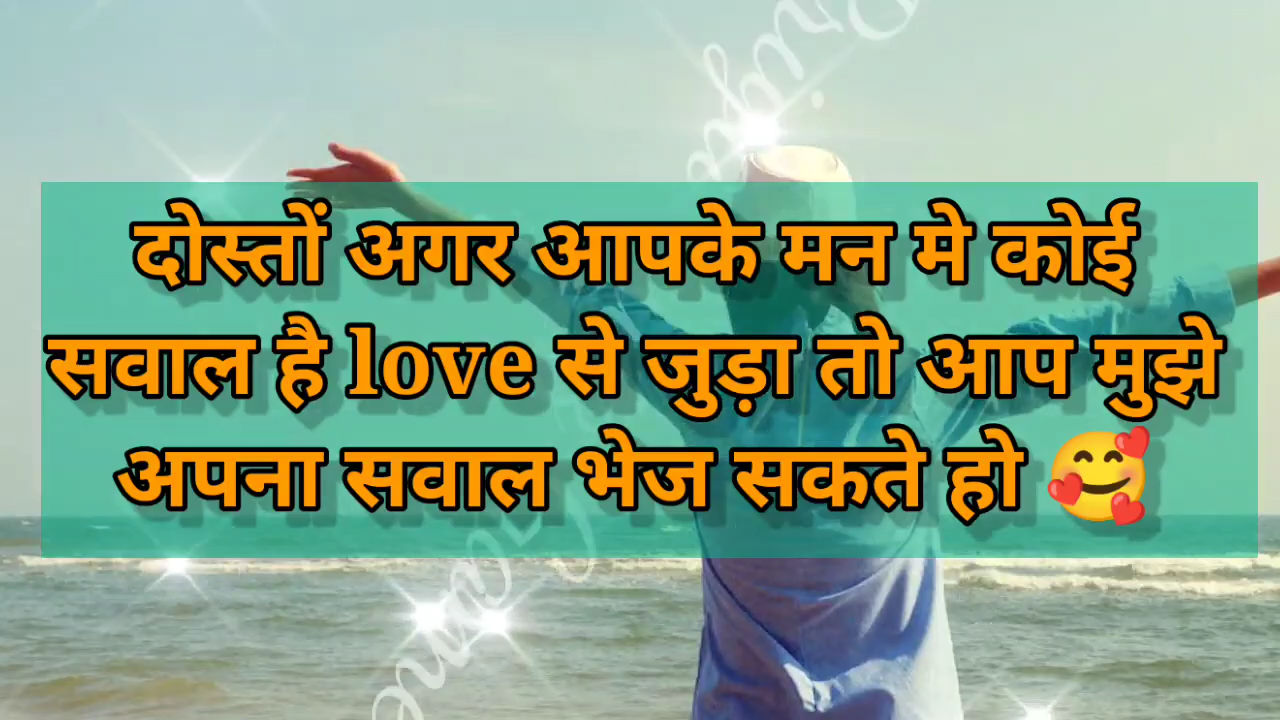 दोस्तों अगर आपके मन मे कोई
सवाल है love से जुड़ा तो आप मुझे
अपना सवाल भेज सकते हो 🥰